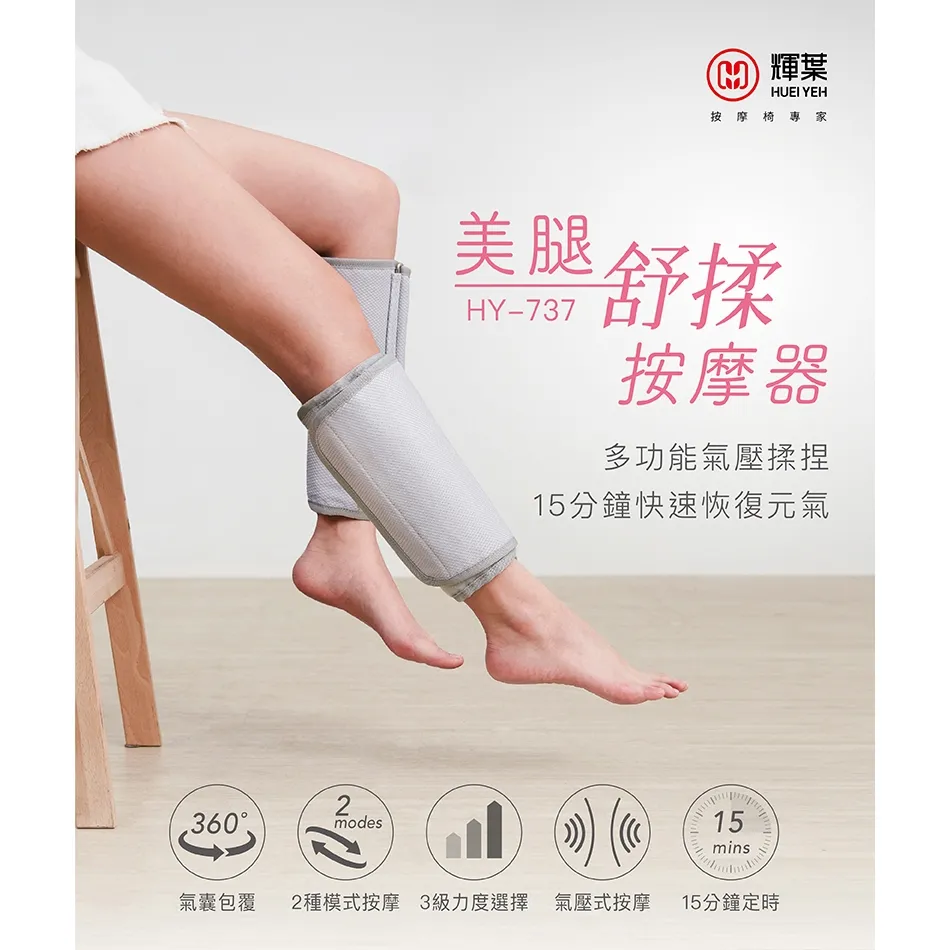 輝葉
HUEI YEH
按摩椅專家
美腿
舒揉
HY-737
按摩器
多功能氣壓揉捏
15分鐘快速恢復元氣
360°
氣囊包覆
2
modes
2種模式按摩
3級力度選擇
氣壓式按摩
15
mins
15分鐘定時